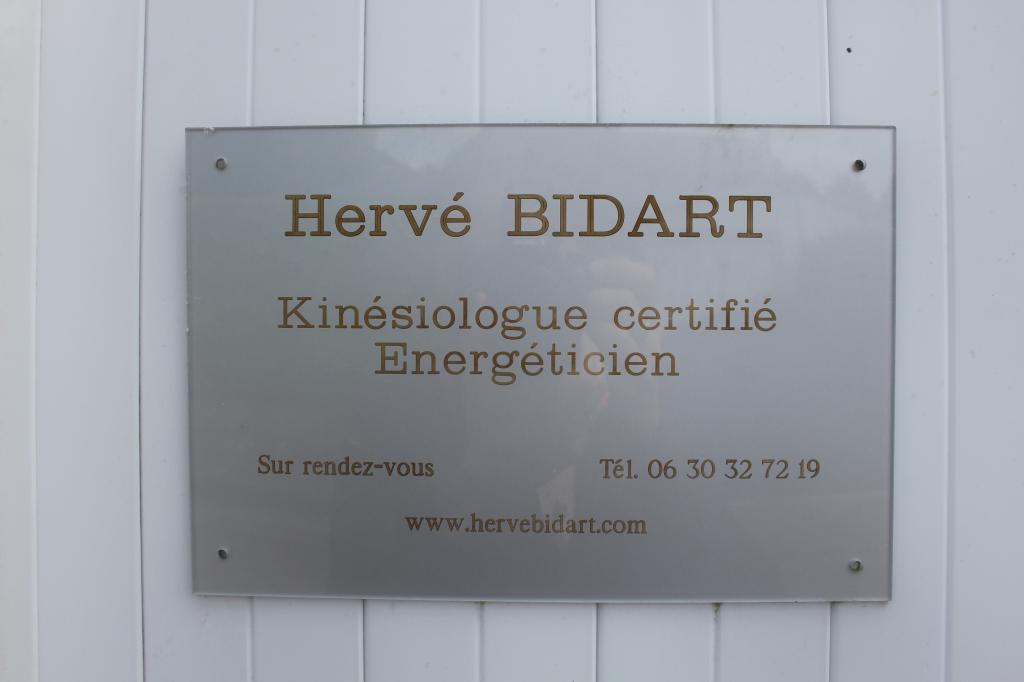 Hervé BIDART
Kinésiologue certifié
Energéticien
Sur rendez-vous Tél. 06 30 32 72 19
www.hervebidart.com